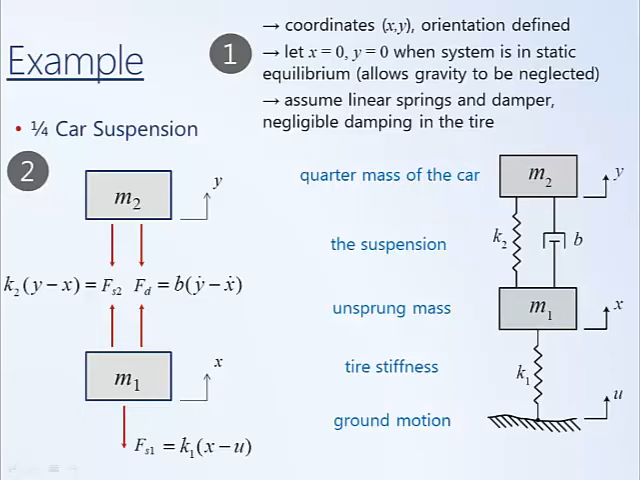 Example
1
→ coordinates (x,y), orientation defined
→ let x = 0, y = 0 when system is in static
equilibrium (allows gravity to be neglected)
→ assume linear springs and damper,
negligible damping in the tire
• ¼ Car Suspension
2
m₂
y
k₂(y − x) = Fₛ₂ F_d = b(ẏ − ẋ)
m₁
x
Fₛ₁ = k₁(x − u)
quarter mass of the car
the suspension
unsprung mass
tire stiffness
ground motion
m₂
y
k₂
b
m₁
x
k₁
u